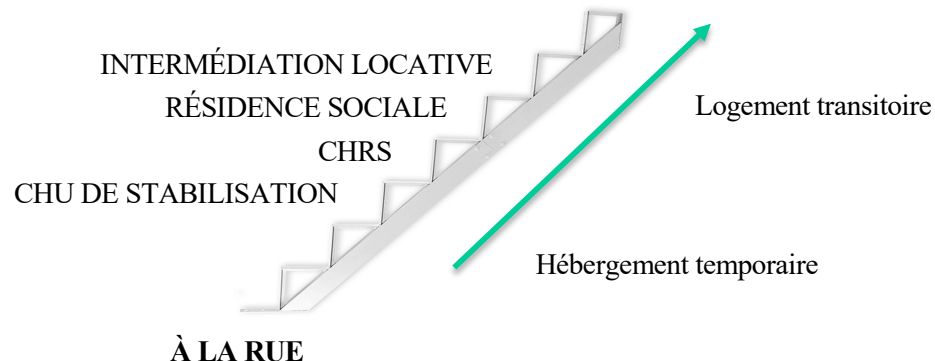 INTERMÉDIATION LOCATIVE
RÉSIDENCE SOCIALE
Logement transitoire
CHRS
CHU DE STABILISATION
Hébergement temporaire
À LA RUE